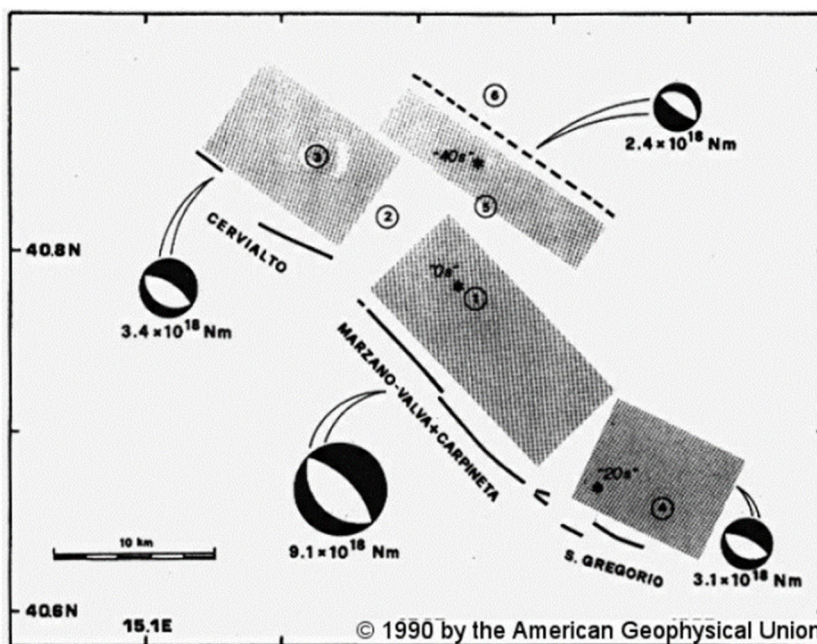 6
2.4×10¹⁸ Nm
"40s"
3
5
2
40.8N
CERVIALTO
"0s"
1
3.4×10¹⁸ Nm
MARZANO-VALVA+CARPINETA
"20s"
4
10 km
9.1×10¹⁸ Nm
S. GREGORIO
3.1×10¹⁸ Nm
40.6N
15.1E
© 1990 by the American Geophysical Union